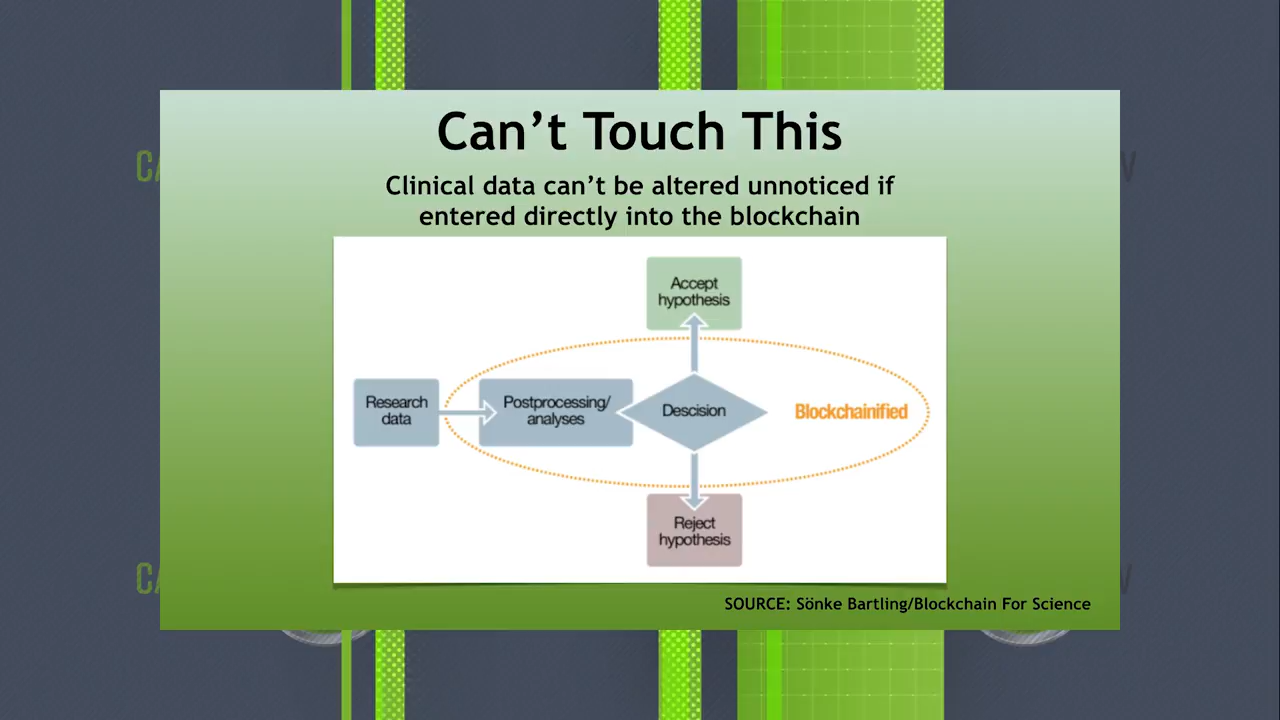 Can't Touch This
Clinical data can't be altered unnoticed if
entered directly into the blockchain
Accept
hypothesis
Research
data
Postprocessing/
analyses
Descision
Blockchainified
Reject
hypothesis
SOURCE: Sönke Bartling/Blockchain For Science